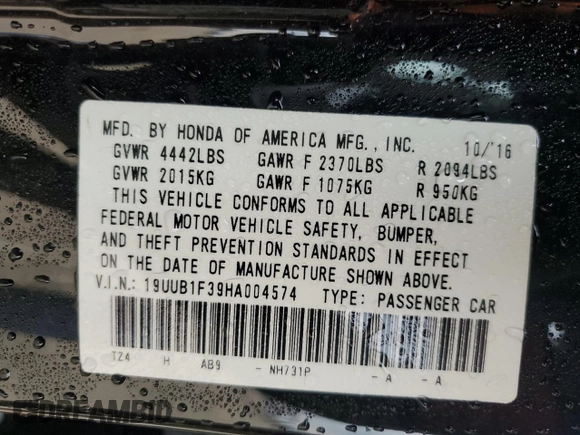 MFD. BY HONDA OF AMERICA MFG., INC. 10/'16
GVWR 4442LBS GAWR F 2370LBS R 2094LBS
GVWR 2015KG GAWR F 1075KG R 950KG
THIS VEHICLE CONFORMS TO ALL APPLICABLE
FEDERAL MOTOR VEHICLE SAFETY, BUMPER,
AND THEFT PREVENTION STANDARDS IN EFFECT
ON THE DATE OF MANUFACTURE SHOWN ABOVE.
V.I.N.: 19UUB1F39HA004574 TYPE: PASSENGER CAR
TZ4 H AB9 - NH731P - A - A